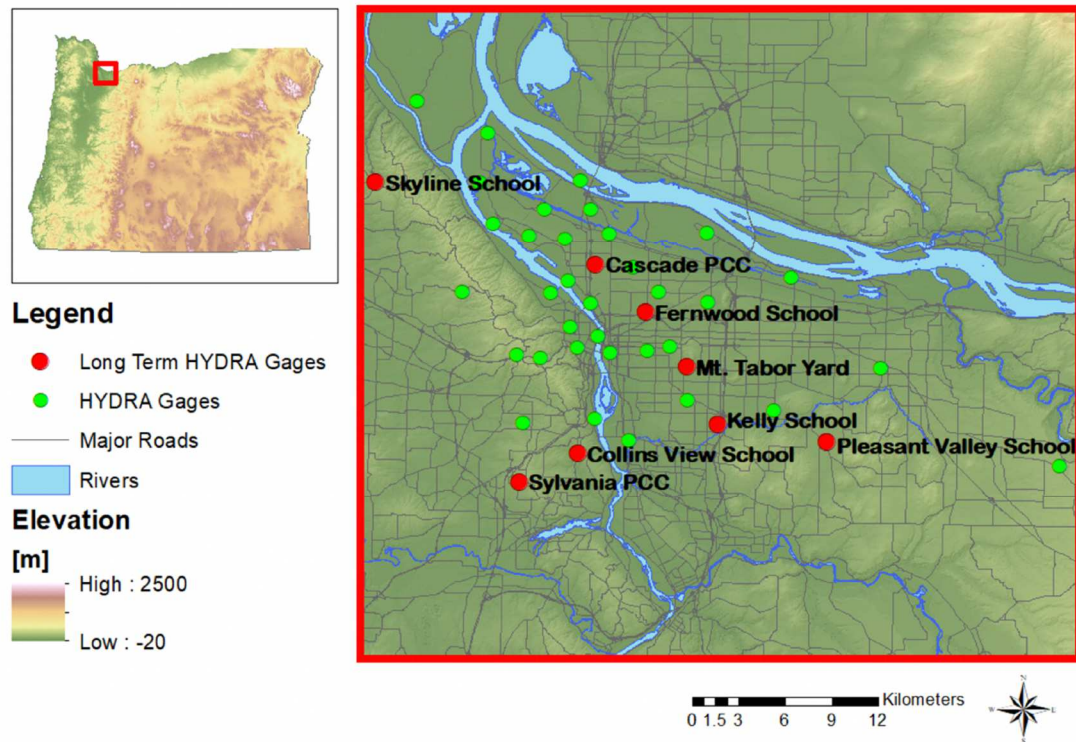 Legend
Long Term HYDRA Gages
HYDRA Gages
Major Roads
Rivers
Elevation
[m]
High : 2500
Low : -20
Skyline School
Cascade PCC
Fernwood School
Mt. Tabor Yard
Kelly School
Pleasant Valley School
Collins View School
Sylvania PCC
Kilometers
0 1.5 3 6 9 12
N
W E
S